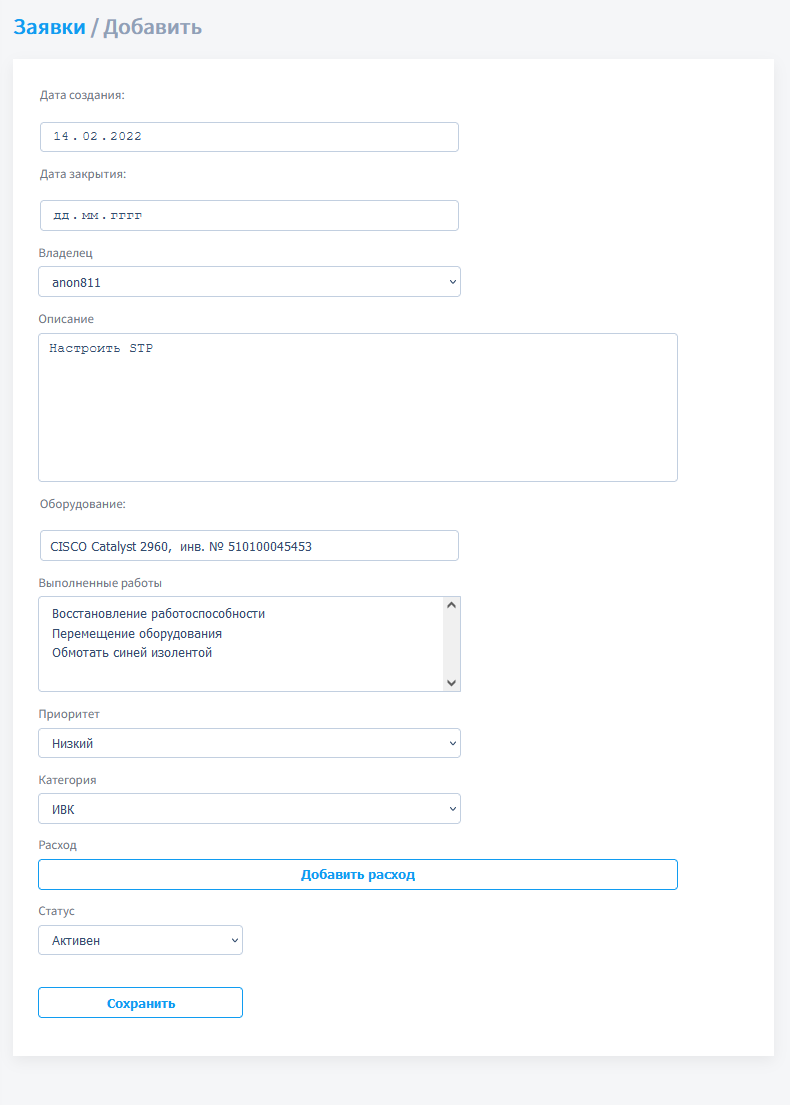 Заявки / Добавить
Дата создания:
14.02.2022
Дата закрытия:
дд.мм.гггг
Владелец
anon811
Описание
Настроить STP
Оборудование:
CISCO Catalyst 2960, инв. № 510100045453
Выполненные работы
Восстановление работоспособности
Перемещение оборудования
Обмотать синей изолентой
Приоритет
Низкий
Категория
ИВК
Расход
Добавить расход
Статус
Активен
Сохранить